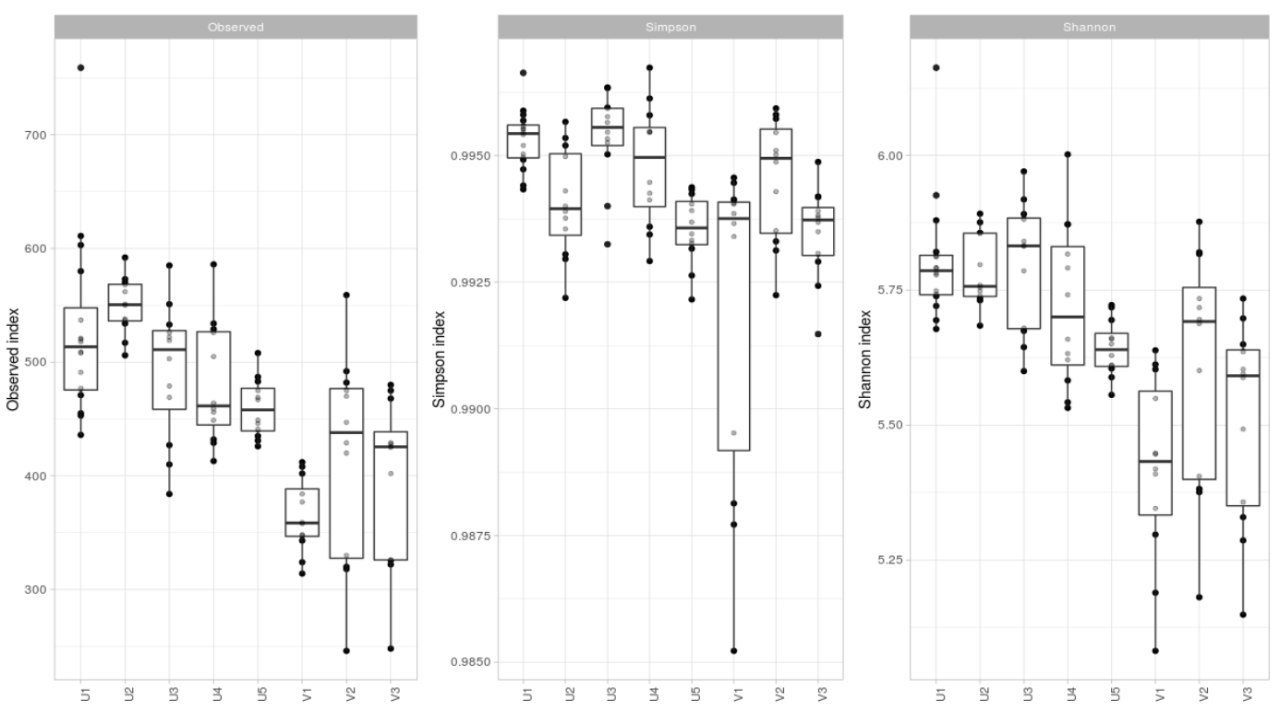 Observed
Simpson
Shannon
Observed index
700
600
500
400
300
U1 U2 U3 U4 U5 V1 V2 V3
Simpson index
0.9950
0.9925
0.9900
0.9875
0.9850
U1 U2 U3 U4 U5 V1 V2 V3
Shannon index
6.00
5.75
5.50
5.25
U1 U2 U3 U4 U5 V1 V2 V3